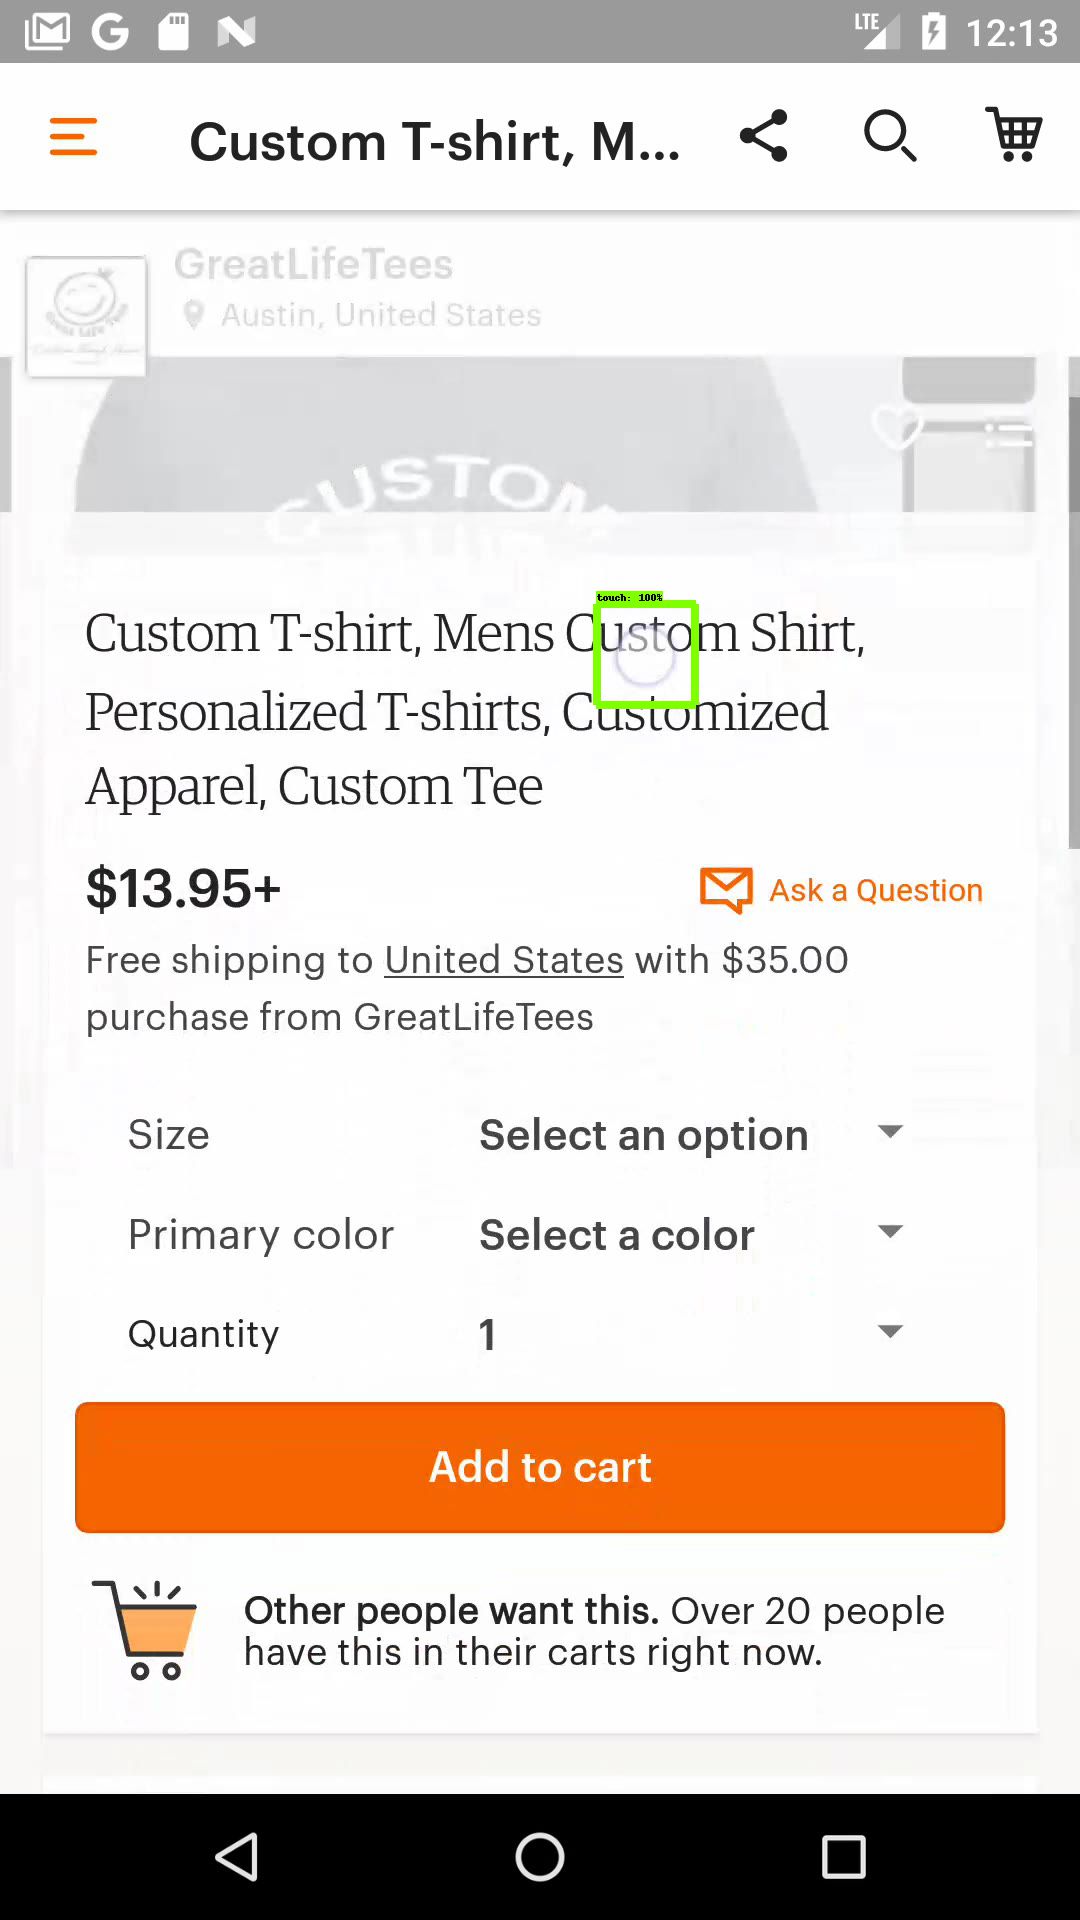 LTE 12:13
Custom T-shirt, M...
GreatLifeTees
Austin, United States
CUSTOM
touch: 100%
Custom T-shirt, Mens Custom Shirt,
Personalized T-shirts, Customized
Apparel, Custom Tee
$13.95+
Ask a Question
Free shipping to United States with $35.00
purchase from GreatLifeTees
Size Select an option
Primary color Select a color
Quantity 1
Add to cart
Other people want this. Over 20 people
have this in their carts right now.